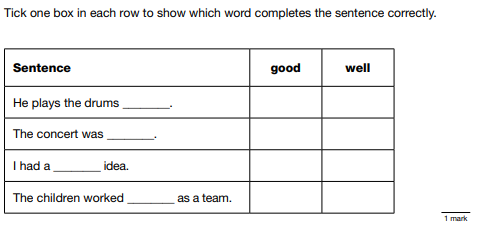 Tick one box in each row to show which word completes the sentence correctly.
Sentence good well
He plays the drums _______.
The concert was _______.
I had a _______ idea.
The children worked _______ as a team.
1 mark